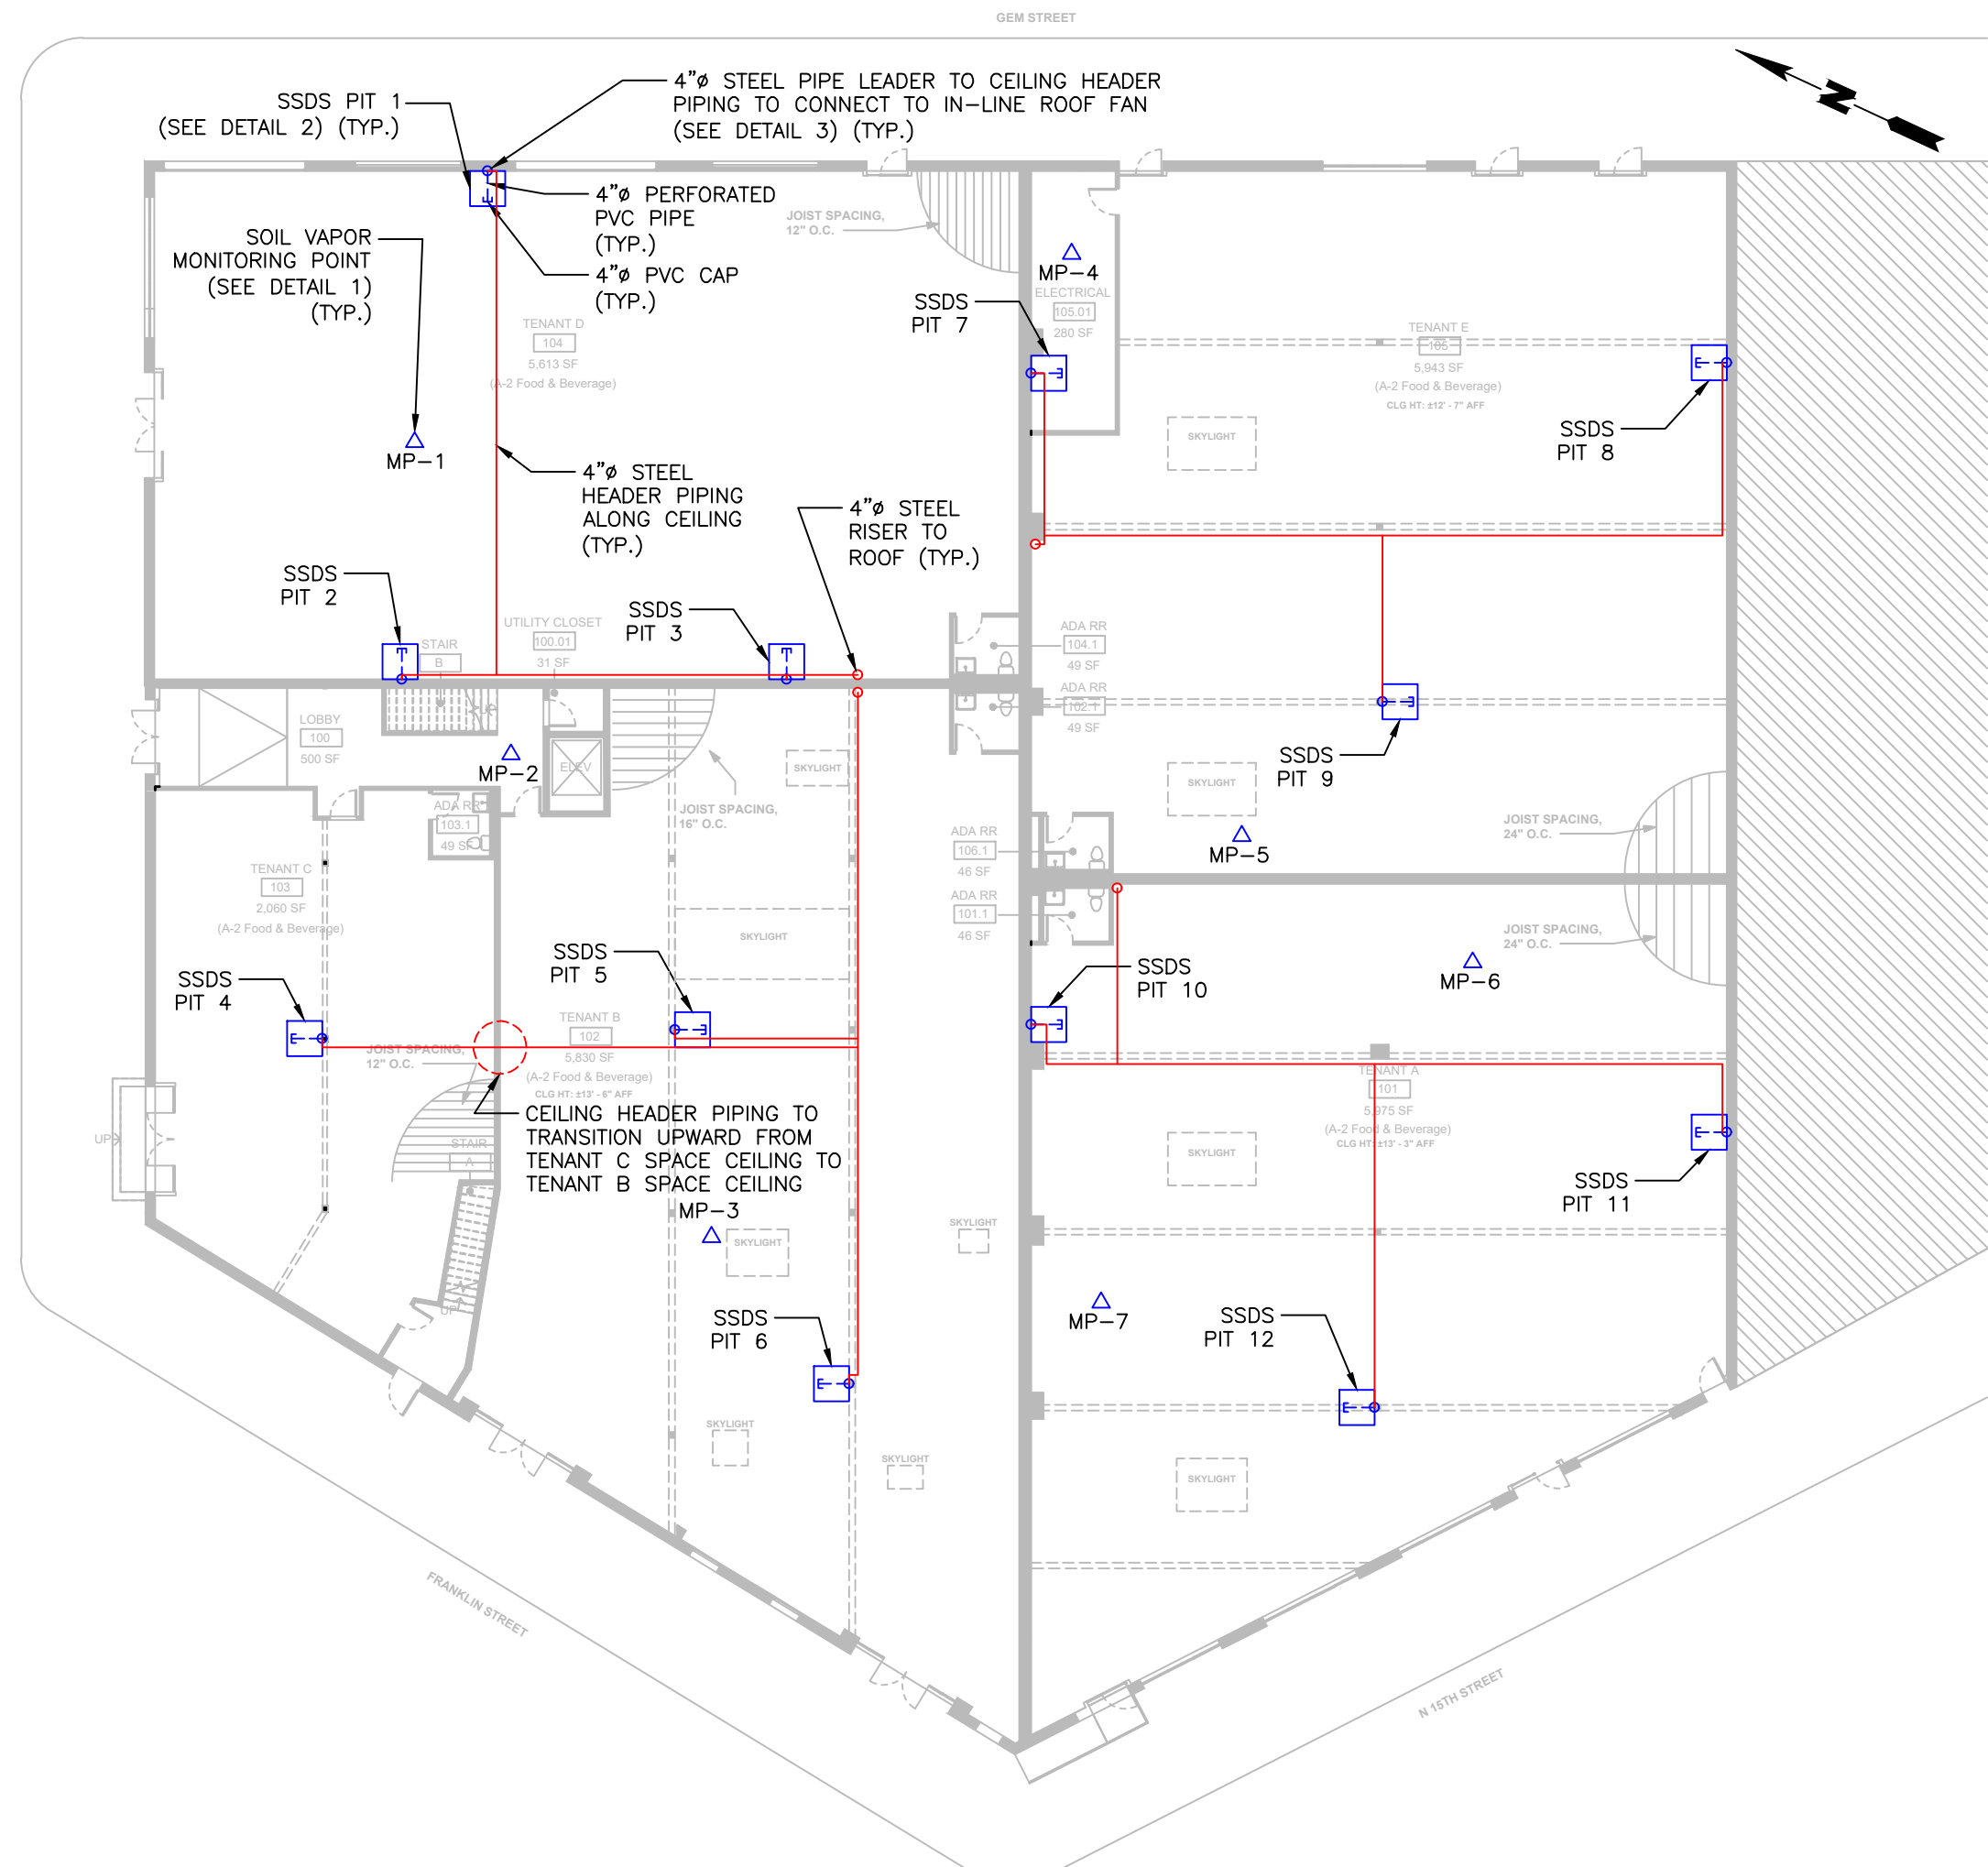 GEM STREET
4"ø STEEL PIPE LEADER TO CEILING HEADER
PIPING TO CONNECT TO IN-LINE ROOF FAN
(SEE DETAIL 3) (TYP.)
SSDS PIT 1
(SEE DETAIL 2) (TYP.)
N
4"ø PERFORATED
PVC PIPE
(TYP.)
4"ø PVC CAP
(TYP.)
JOIST SPACING,
12" O.C.
SOIL VAPOR
MONITORING POINT
(SEE DETAIL 1)
(TYP.)
MP-4
ELECTRICAL
105.01
280 SF
SSDS
PIT 7
TENANT D
104
5,613 SF
(A-2 Food & Beverage)
TENANT E
105
5,943 SF
(A-2 Food & Beverage)
CLG HT: ±12' - 7" AFF
SKYLIGHT
SSDS
PIT 8
MP-1
4"ø STEEL
HEADER PIPING
ALONG CEILING
(TYP.)
4"ø STEEL
RISER TO
ROOF (TYP.)
SSDS
PIT 2
SSDS
PIT 3
UTILITY CLOSET
100.01
31 SF
STAIR
B
UP
ADA RR
104.1
49 SF
ADA RR
102.1
49 SF
LOBBY
100
500 SF
MP-2
ELEV
SKYLIGHT
JOIST SPACING,
16" O.C.
SSDS
PIT 9
SKYLIGHT
MP-5
JOIST SPACING,
24" O.C.
ADA RR
103.1
49 SF
ADA RR
106.1
46 SF
ADA RR
101.1
46 SF
TENANT C
103
2,060 SF
(A-2 Food & Beverage)
SKYLIGHT
JOIST SPACING,
24" O.C.
SSDS
PIT 4
SSDS
PIT 5
SSDS
PIT 10
MP-6
JOIST SPACING,
12" O.C.
TENANT B
102
5,830 SF
(A-2 Food & Beverage)
CLG HT: ±13' - 6" AFF
TENANT A
101
5,975 SF
(A-2 Food & Beverage)
CLG HT: ±13' - 3" AFF
CEILING HEADER PIPING TO
TRANSITION UPWARD FROM
TENANT C SPACE CEILING TO
TENANT B SPACE CEILING
UP
STAIR
A
SKYLIGHT
SSDS
PIT 11
MP-3
SKYLIGHT
SKYLIGHT
UP
MP-7
SSDS
PIT 6
SSDS
PIT 12
SKYLIGHT
SKYLIGHT
SKYLIGHT
FRANKLIN STREET
N 15TH STREET